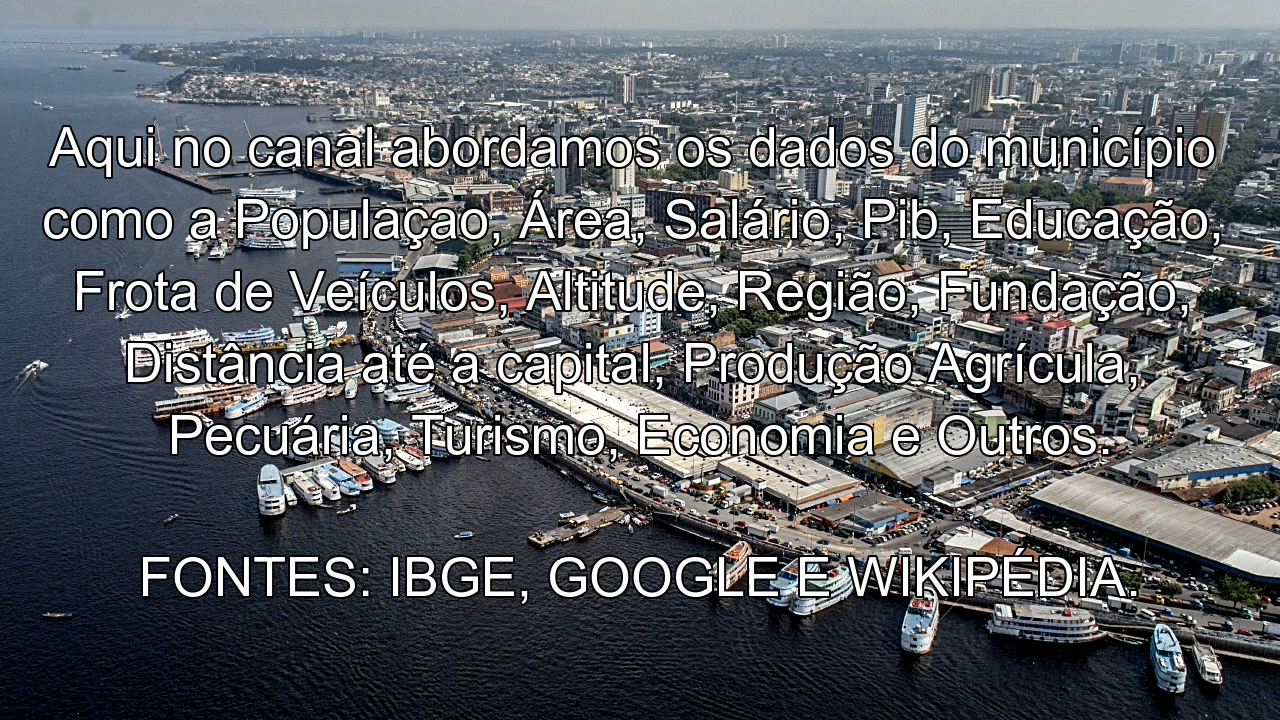 Aqui no canal abordamos os dados do município
como a Populaçao, Área, Salário, Pib, Educação,
Frota de Veículos, Altitude, Região, Fundação,
Distância até a capital, Produção Agrícula,
Pecuária, Turismo, Economia e Outros.
FONTES: IBGE, GOOGLE E WIKIPÉDIA.